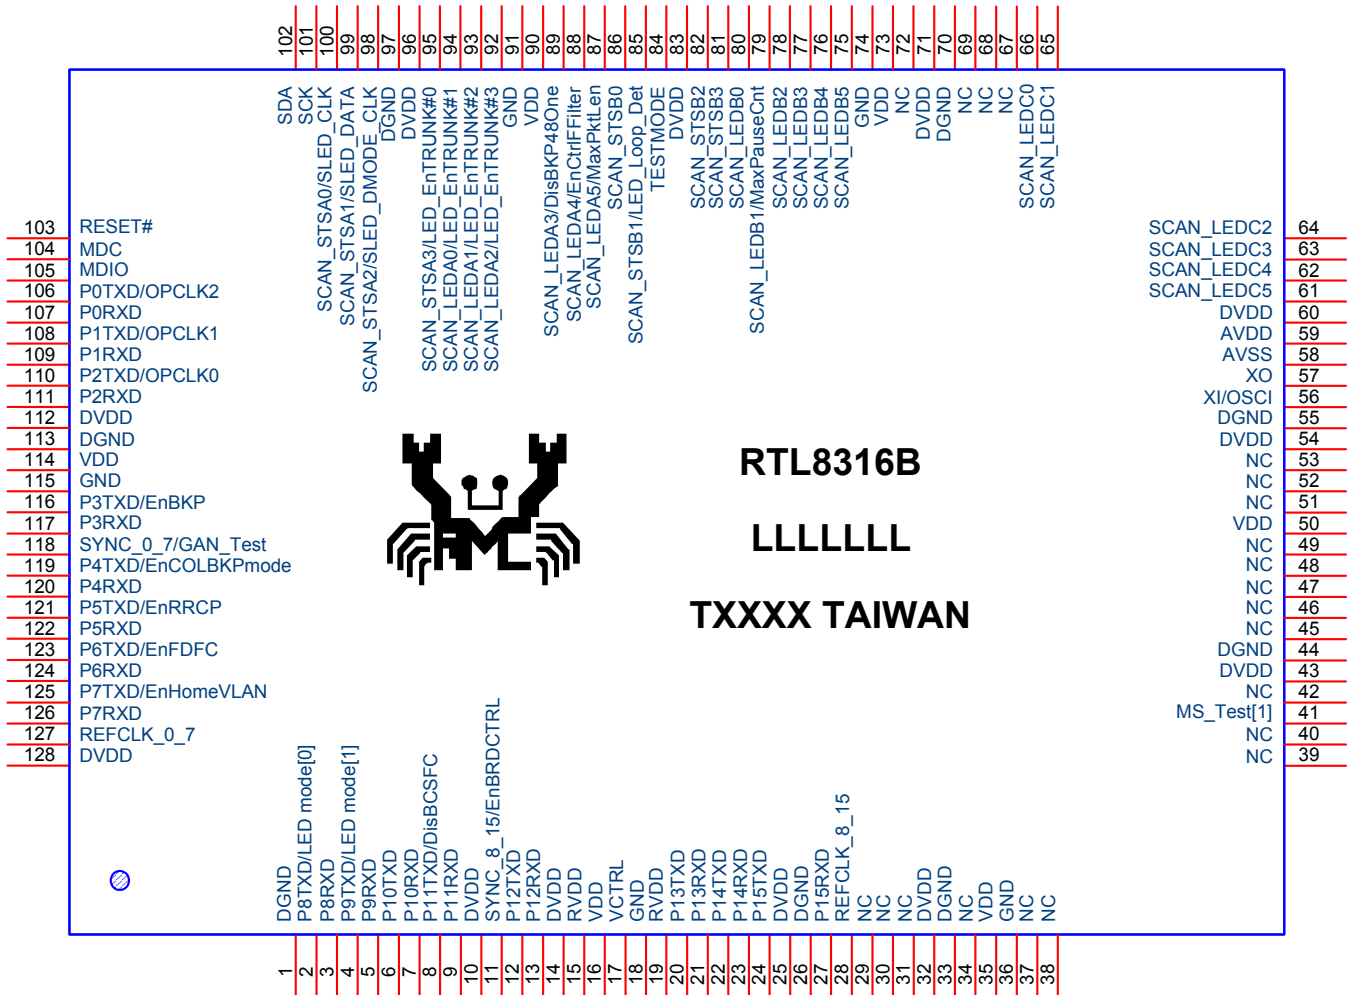 102 SDA
101 SCK
100 SCAN_STSA0/SLED_CLK
99 SCAN_STSA1/SLED_DATA
98 SCAN_STSA2/SLED_DMODE_CLK
97 DGND
96 DVDD
95 SCAN_STSA3/LED_EnTRUNK#0
94 SCAN_LEDA0/LED_EnTRUNK#1
93 SCAN_LEDA1/LED_EnTRUNK#2
92 SCAN_LEDA2/LED_EnTRUNK#3
91 GND
90 VDD
89 SCAN_LEDA3/DisBKP48One
88 SCAN_LEDA4/EnCtrlFFilter
87 SCAN_LEDA5/MaxPktLen
86 SCAN_STSB0
85 SCAN_STSB1/LED_Loop_Det
84 TESTMODE
83 DVDD
82 SCAN_STSB2
81 SCAN_STSB3
80 SCAN_LEDB0
79 SCAN_LEDB1/MaxPauseCnt
78 SCAN_LEDB2
77 SCAN_LEDB3
76 SCAN_LEDB4
75 SCAN_LEDB5
74 GND
73 VDD
72 NC
71 DVDD
70 DGND
69 NC
68 NC
67 NC
66 SCAN_LEDC0
65 SCAN_LEDC1
103 RESET#
104 MDC
105 MDIO
106 P0TXD/OPCLK2
107 P0RXD
108 P1TXD/OPCLK1
109 P1RXD
110 P2TXD/OPCLK0
111 P2RXD
112 DVDD
113 DGND
114 VDD
115 GND
116 P3TXD/EnBKP
117 P3RXD
118 SYNC_0_7/GAN_Test
119 P4TXD/EnCOLBKPmode
120 P4RXD
121 P5TXD/EnRRCP
122 P5RXD
123 P6TXD/EnFDFC
124 P6RXD
125 P7TXD/EnHomeVLAN
126 P7RXD
127 REFCLK_0_7
128 DVDD
RTL8316B
LLLLLLL
TXXXX TAIWAN
SCAN_LEDC2 64
SCAN_LEDC3 63
SCAN_LEDC4 62
SCAN_LEDC5 61
DVDD 60
AVDD 59
AVSS 58
XO 57
XI/OSCI 56
DGND 55
DVDD 54
NC 53
NC 52
NC 51
VDD 50
NC 49
NC 48
NC 47
NC 46
NC 45
DGND 44
DVDD 43
NC 42
MS_Test[1] 41
NC 40
NC 39
1 DGND
2 P8TXD/LED mode[0]
3 P8RXD
4 P9TXD/LED mode[1]
5 P9RXD
6 P10TXD
7 P10RXD
8 P11TXD/DisBCSFC
9 P11RXD
10 DVDD
11 SYNC_8_15/EnBRDCTRL
12 P12TXD
13 P12RXD
14 DVDD
15 RVDD
16 VDD
17 VCTRL
18 GND
19 RVDD
20 P13TXD
21 P13RXD
22 P14TXD
23 P14RXD
24 P15TXD
25 DVDD
26 DGND
27 P15RXD
28 REFCLK_8_15
29 NC
30 NC
31 NC
32 DVDD
33 DGND
34 NC
35 VDD
36 GND
37 NC
38 NC